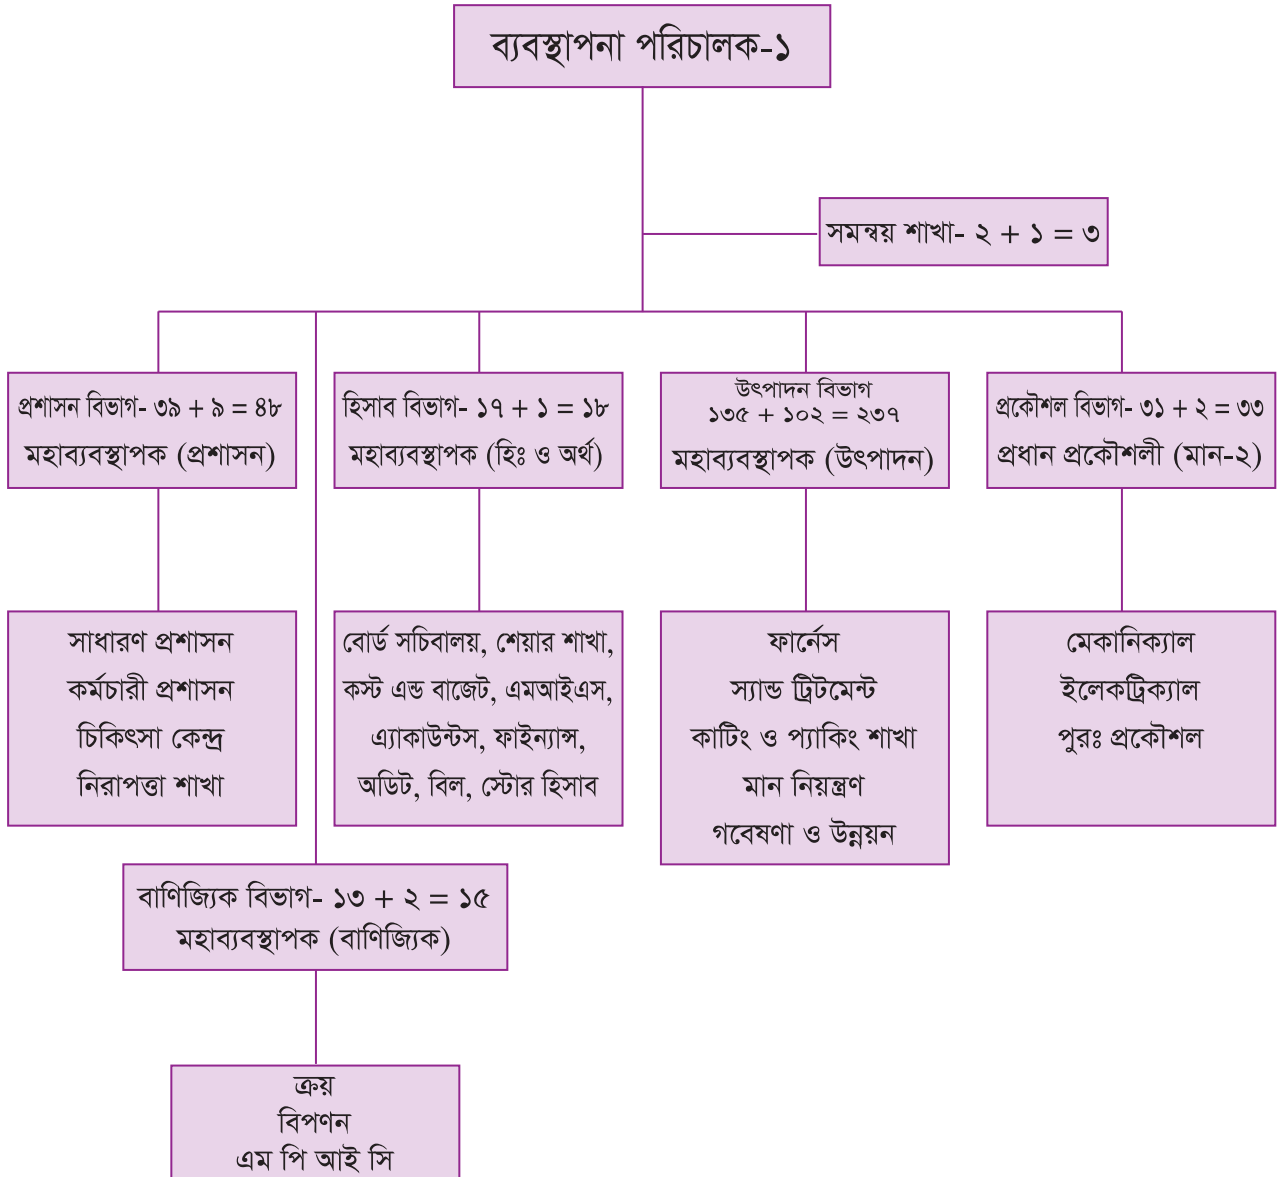 ব্যবস্থাপনা পরিচালক-১
সমন্বয় শাখা- ২ + ১ = ৩
প্রশাসন বিভাগ- ৩৯ + ৯ = ৪৮
মহাব্যবস্থাপক (প্রশাসন)
হিসাব বিভাগ- ১৭ + ১ = ১৮
মহাব্যবস্থাপক (হিঃ ও অর্থ)
উৎপাদন বিভাগ
১৩৫ + ১০২ = ২৩৭
মহাব্যবস্থাপক (উৎপাদন)
প্রকৌশল বিভাগ- ৩১ + ২ = ৩৩
প্রধান প্রকৌশলী (মান-২)
সাধারণ প্রশাসন
কর্মচারী প্রশাসন
চিকিৎসা কেন্দ্র
নিরাপত্তা শাখা
বোর্ড সচিবালয়, শেয়ার শাখা,
কস্ট এন্ড বাজেট, এমআইএস,
এ্যাকাউন্টস, ফাইন্যান্স,
অডিট, বিল, স্টোর হিসাব
ফার্নেস
স্যান্ড ট্রিটমেন্ট
কাটিং ও প্যাকিং শাখা
মান নিয়ন্ত্রণ
গবেষণা ও উন্নয়ন
মেকানিক্যাল
ইলেকট্রিক্যাল
পুরঃ প্রকৌশল
বাণিজ্যিক বিভাগ- ১৩ + ২ = ১৫
মহাব্যবস্থাপক (বাণিজ্যিক)
ক্রয়
বিপণন
এম পি আই সি